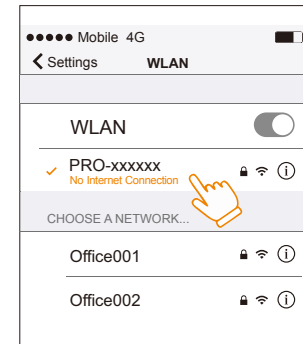 Mobile 4G
Settings WLAN
WLAN
PRO-xxxxxx
No Internet Connection
CHOOSE A NETWORK...
Office001
Office002